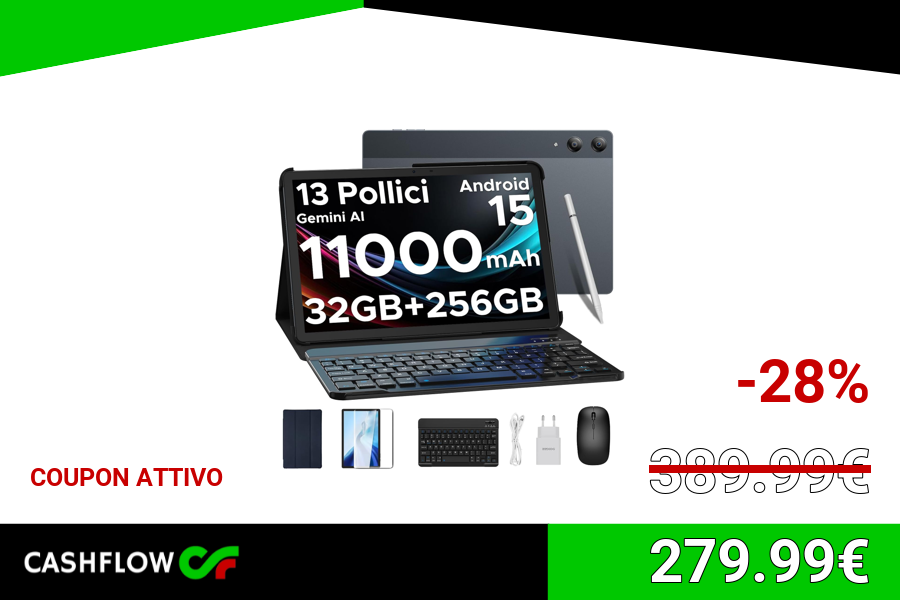 13 Pollici
Android
15
Gemini AI
11000mAh
32GB+256GB
-28%
389.99€
COUPON ATTIVO
CASHFLOW
279.99€